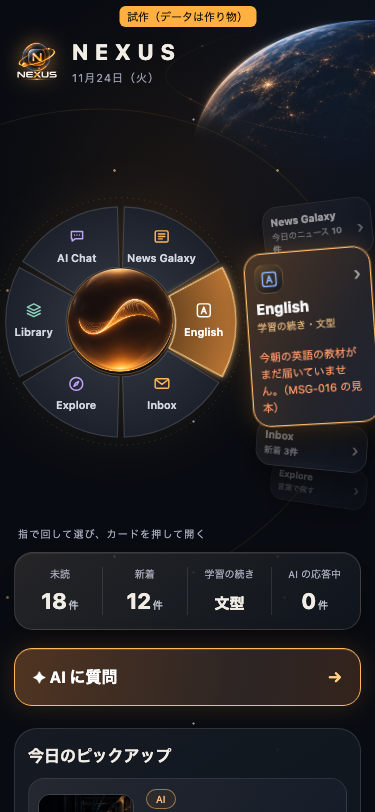 試作（データは作り物）
NEXUS
NEXUS
11月24日（火）
AI Chat
News Galaxy
Library
English
Explore
Inbox
News Galaxy
今日のニュース 10
件
English
学習の続き・文型
今朝の英語の教材が
まだ届いていませ
ん。（MSG-016 の見
本）
Inbox
新着 3件
Explore
言葉で探す
指で回して選び、カードを押して開く
未読
18件
新着
12件
学習の続き
文型
AI の応答中
0件
AI に質問
今日のピックアップ
AI